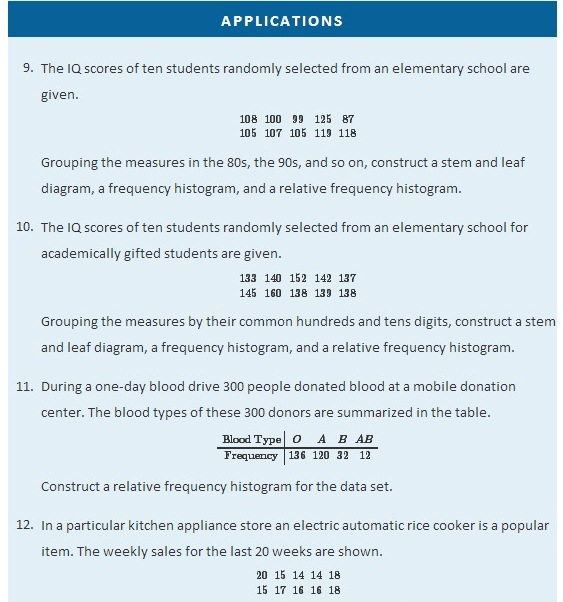 APPLICATIONS
9. The IQ scores of ten students randomly selected from an elementary school are
given.
108 100 99 125 87
105 107 105 119 118
Grouping the measures in the 80s, the 90s, and so on, construct a stem and leaf
diagram, a frequency histogram, and a relative frequency histogram.
10. The IQ scores of ten students randomly selected from an elementary school for
academically gifted students are given.
133 140 152 142 137
145 160 138 139 138
Grouping the measures by their common hundreds and tens digits, construct a stem
and leaf diagram, a frequency histogram, and a relative frequency histogram.
11. During a one-day blood drive 300 people donated blood at a mobile donation
center. The blood types of these 300 donors are summarized in the table.
Blood Type O A B AB
Frequency 136 120 32 12
Construct a relative frequency histogram for the data set.
12. In a particular kitchen appliance store an electric automatic rice cooker is a popular
item. The weekly sales for the last 20 weeks are shown.
20 15 14 14 18
15 17 16 16 18